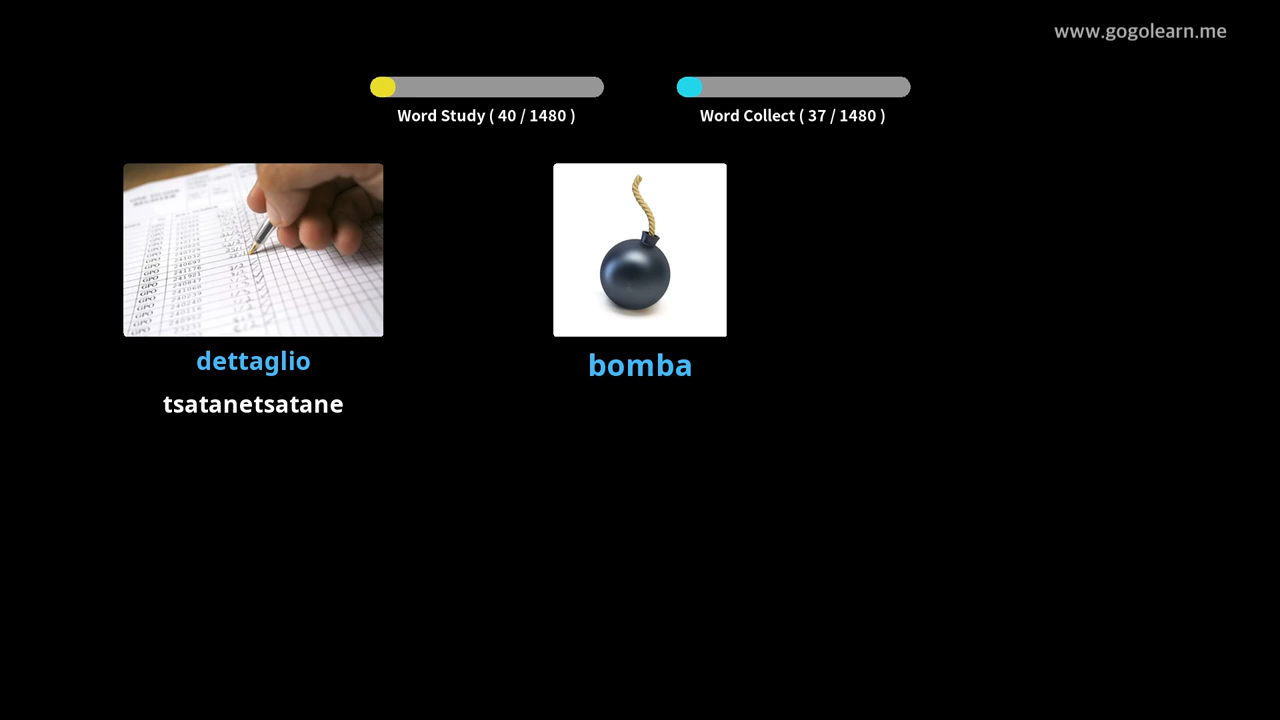 www.gogolearn.me
Word Study ( 40 / 1480 )
Word Collect ( 37 / 1480 )
dettaglio
bomba
tsatanetsatane